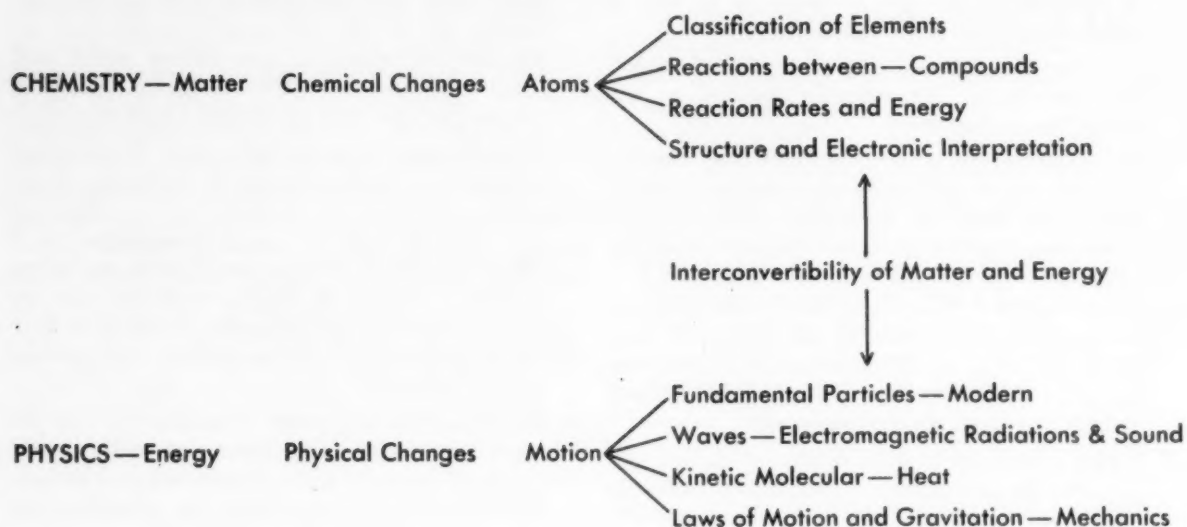 Classification of Elements
Reactions between — Compounds
CHEMISTRY — Matter Chemical Changes Atoms
Reaction Rates and Energy
Structure and Electronic Interpretation
Interconvertibility of Matter and Energy
Fundamental Particles — Modern
Waves — Electromagnetic Radiations & Sound
PHYSICS — Energy Physical Changes Motion
Kinetic Molecular — Heat
Laws of Motion and Gravitation — Mechanics